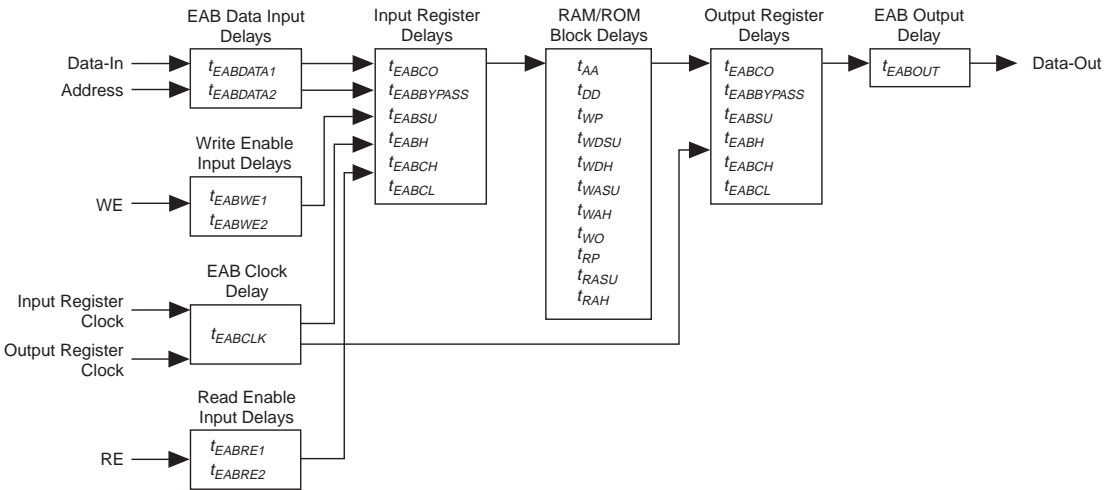 EAB Data Input
Delays
Data-In
Address
tEABDATA1
tEABDATA2
Write Enable
Input Delays
WE
tEABWE1
tEABWE2
EAB Clock
Delay
Input Register
Clock
Output Register
Clock
tEABCLK
Read Enable
Input Delays
RE
tEABRE1
tEABRE2
Input Register
Delays
tEABCO
tEABBYPASS
tEABSU
tEABH
tEABCH
tEABCL
RAM/ROM
Block Delays
tAA
tDD
tWP
tWDSU
tWDH
tWASU
tWAH
tWO
tRP
tRASU
tRAH
Output Register
Delays
tEABCO
tEABBYPASS
tEABSU
tEABH
tEABCH
tEABCL
EAB Output
Delay
tEABOUT
Data-Out